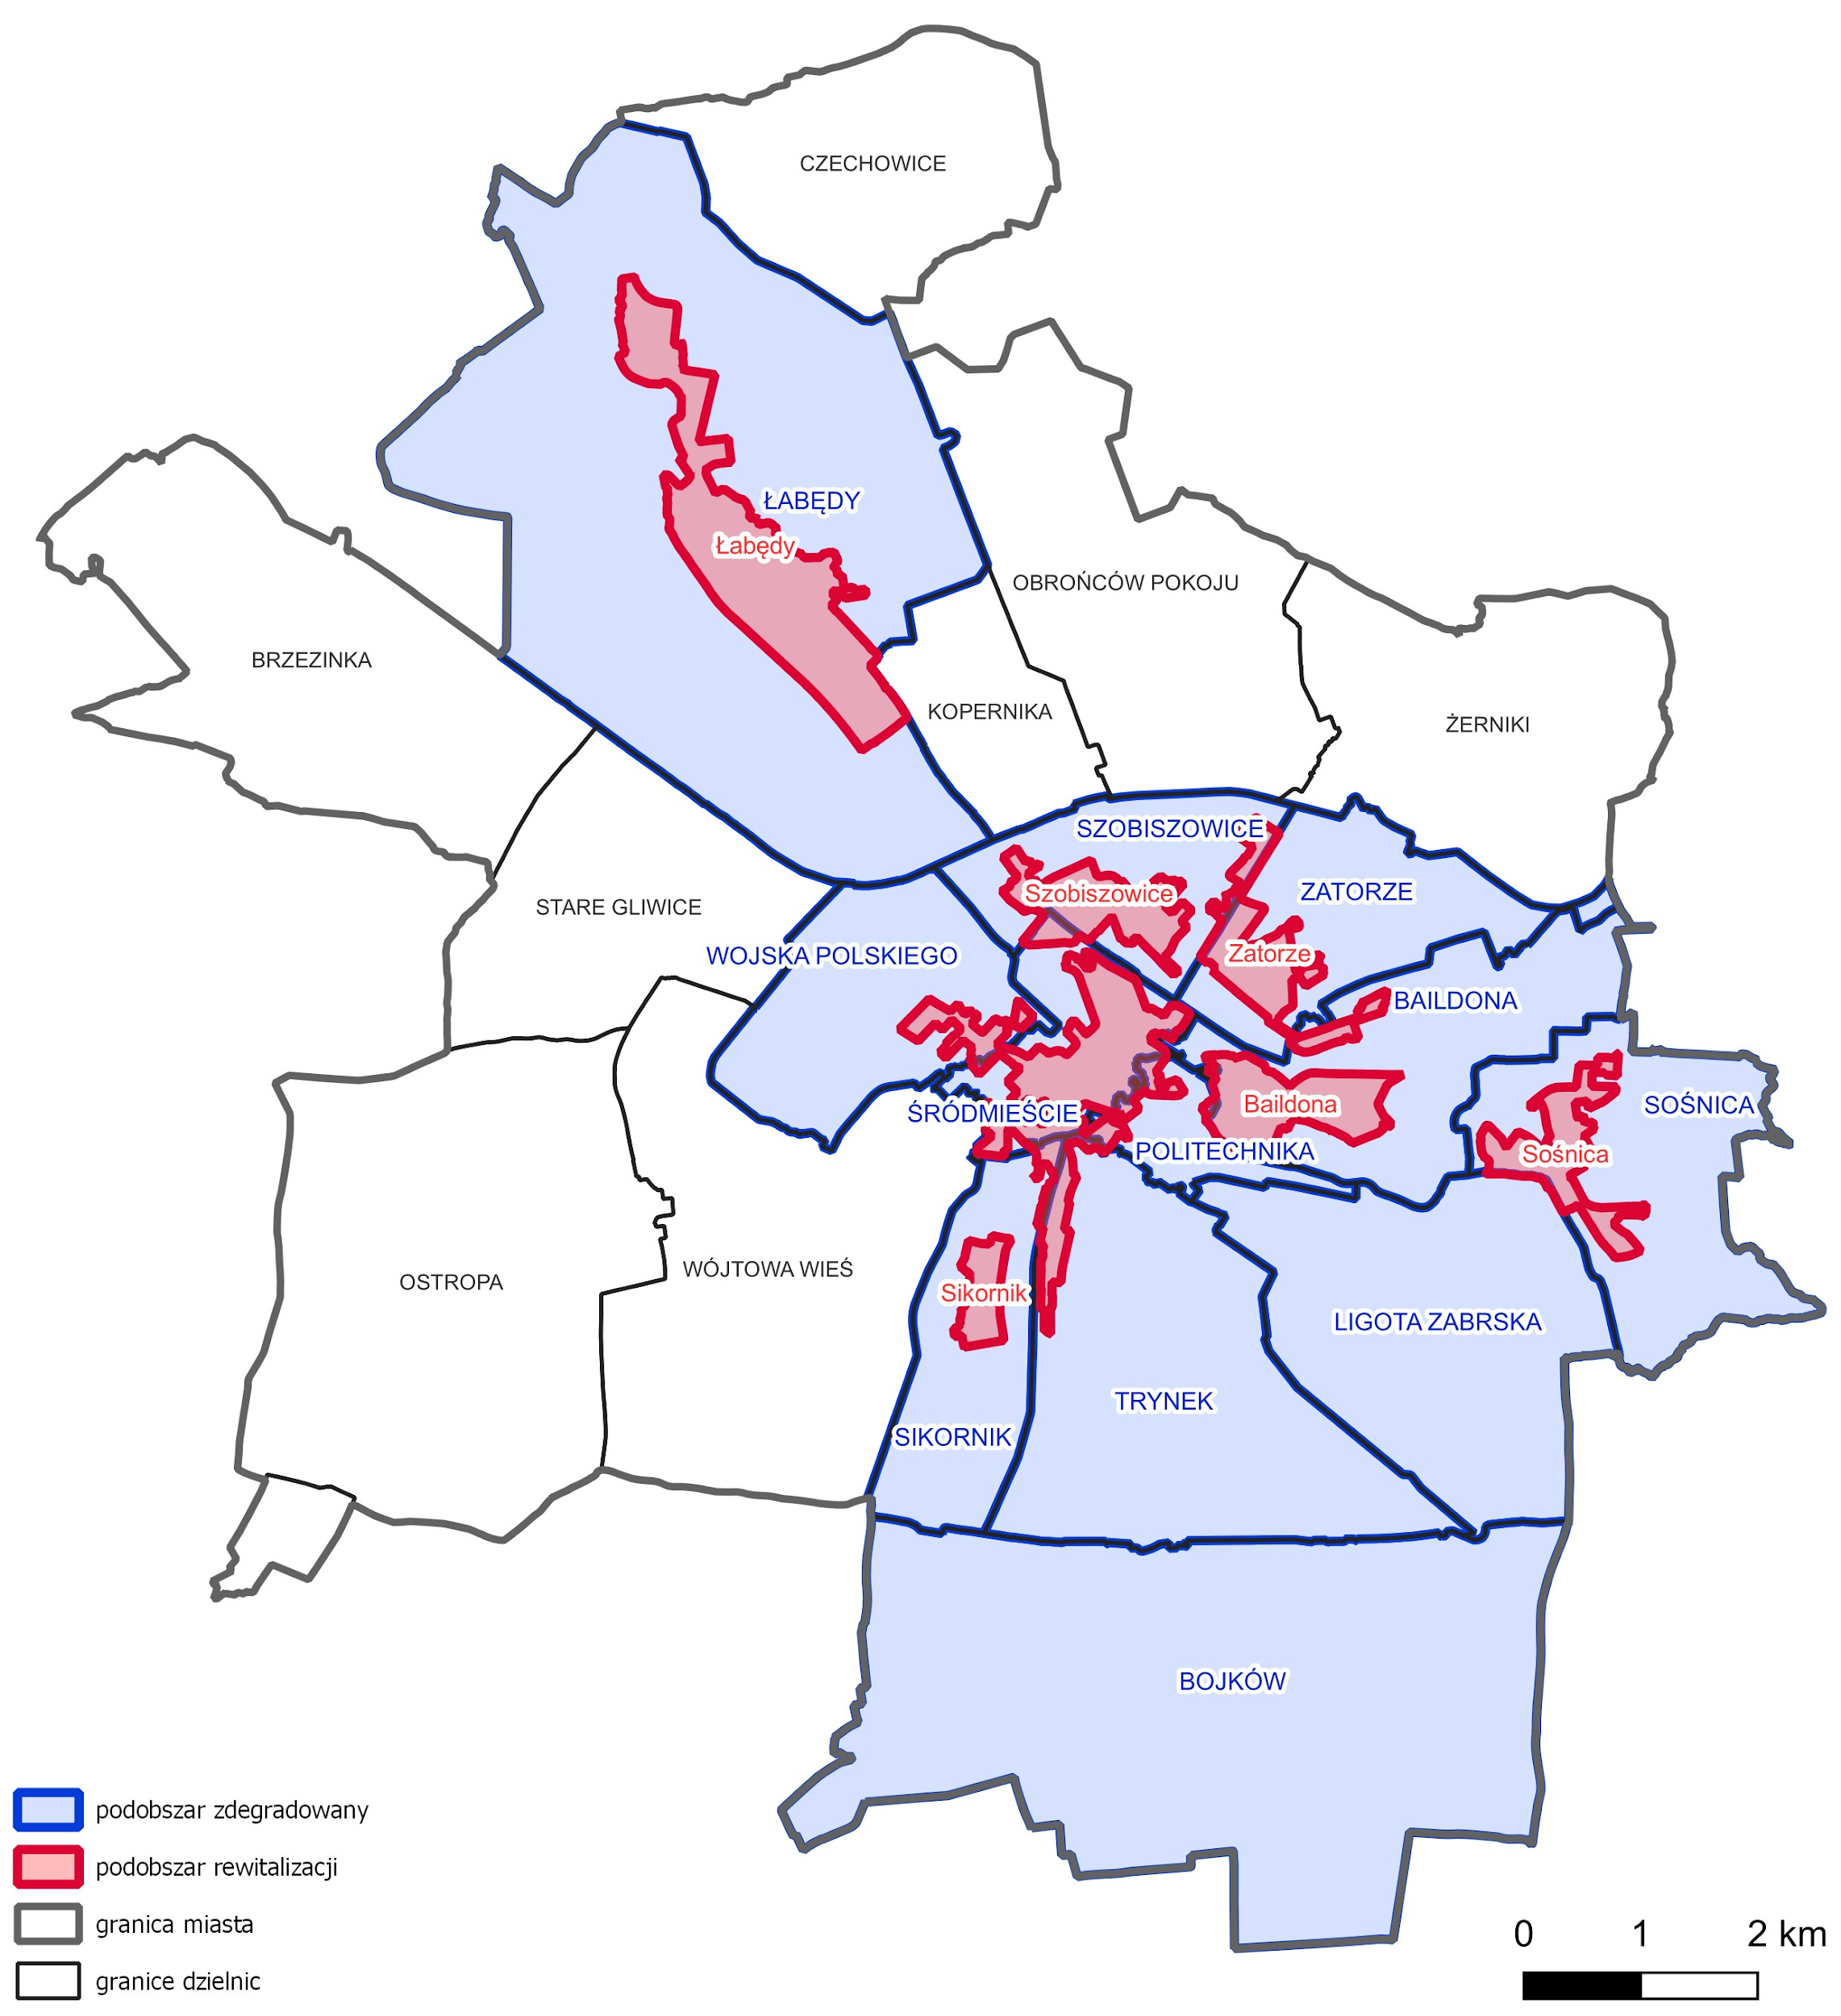 CZECHOWICE
ŁABĘDY
Łabędy
OBROŃCÓW POKOJU
BRZEZINKA
KOPERNIKA
ŻERNIKI
SZOBISZOWICE
Szobiszowice
ZATORZE
STARE GLIWICE
WOJSKA POLSKIEGO
Zatorze
BAILDONA
Baildona
SOŚNICA
ŚRÓDMIEŚCIE
POLITECHNIKA
Sośnica
WÓJTOWA WIEŚ
OSTROPA
Sikornik
LIGOTA ZABRSKA
TRYNEK
SIKORNIK
BOJKÓW
podobszar zdegradowany
podobszar rewitalizacji
granica miasta
granice dzielnic
0 1 2 km